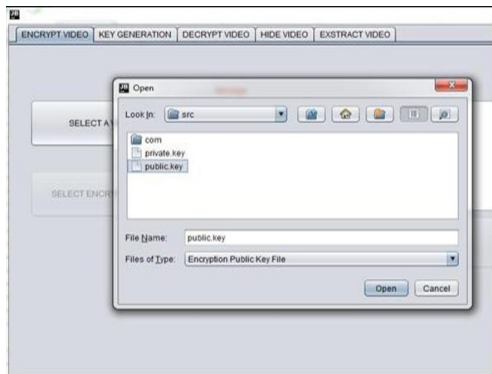 ENCRYPT VIDEO KEY GENERATION DECRYPT VIDEO HIDE VIDEO EXSTRACT VIDEO
Open
Look In: src
SELECT A
com
private.key
public.key
SELECT ENCR
File Name: public.key
Files of Type: Encryption Public Key File
Open Cancel